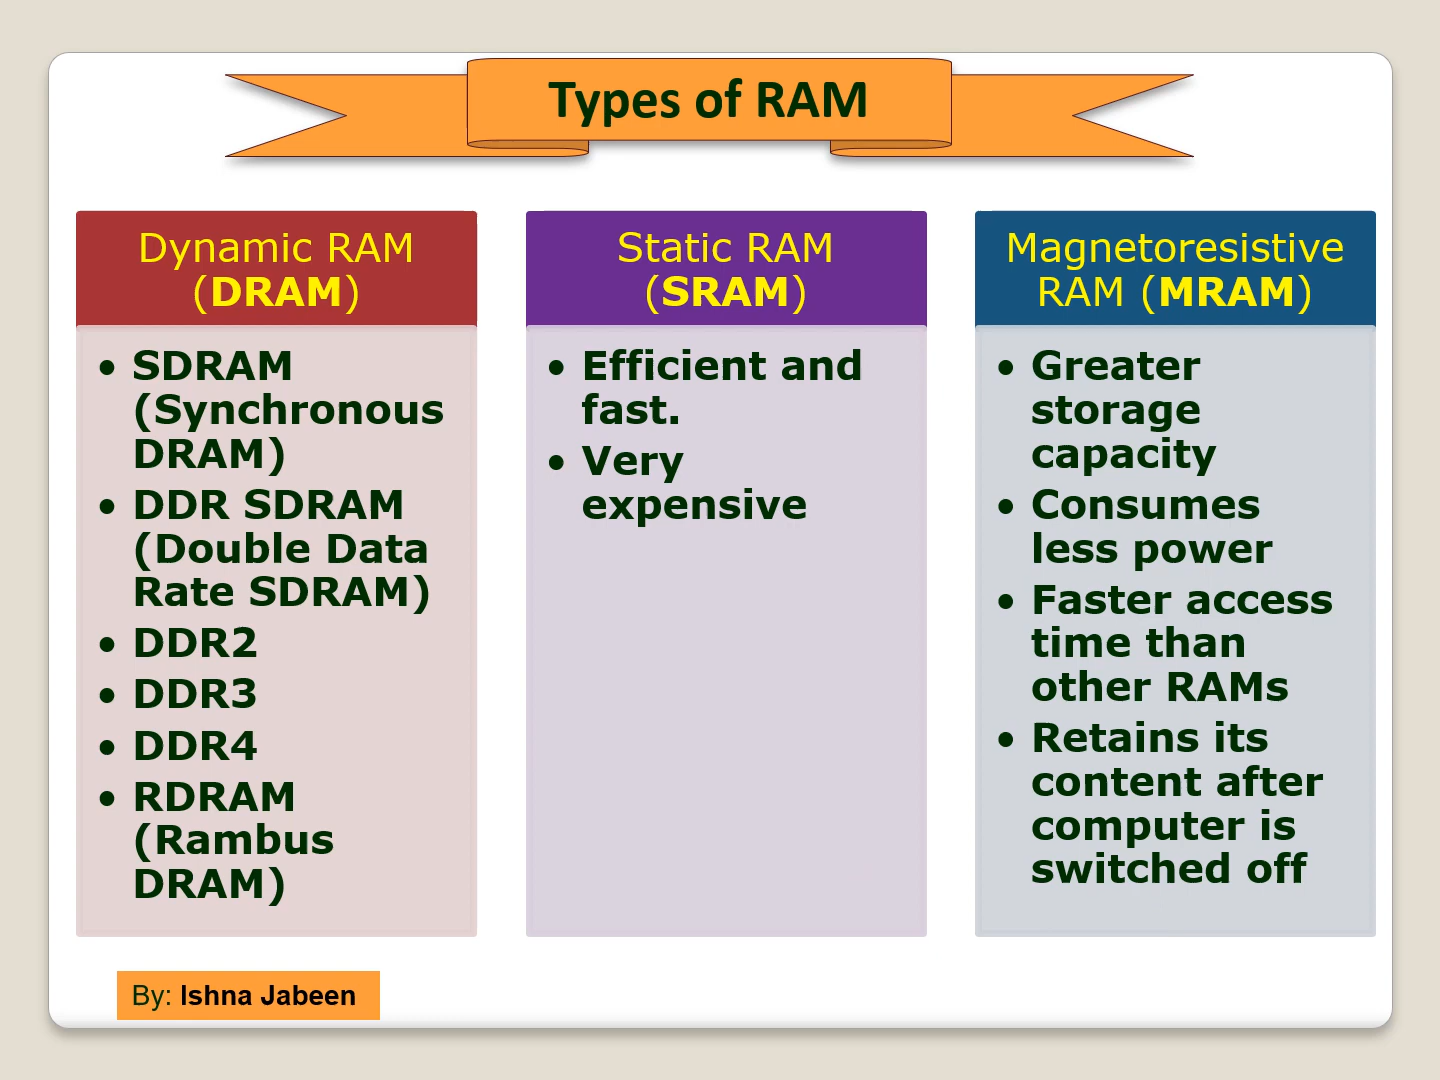 Types of RAM
Dynamic RAM
(DRAM)
• SDRAM
(Synchronous
DRAM)
• DDR SDRAM
(Double Data
Rate SDRAM)
• DDR2
• DDR3
• DDR4
• RDRAM
(Rambus
DRAM)
Static RAM
(SRAM)
• Efficient and
fast.
• Very
expensive
Magnetoresistive
RAM (MRAM)
• Greater
storage
capacity
• Consumes
less power
• Faster access
time than
other RAMs
• Retains its
content after
computer is
switched off
By: Ishna Jabeen